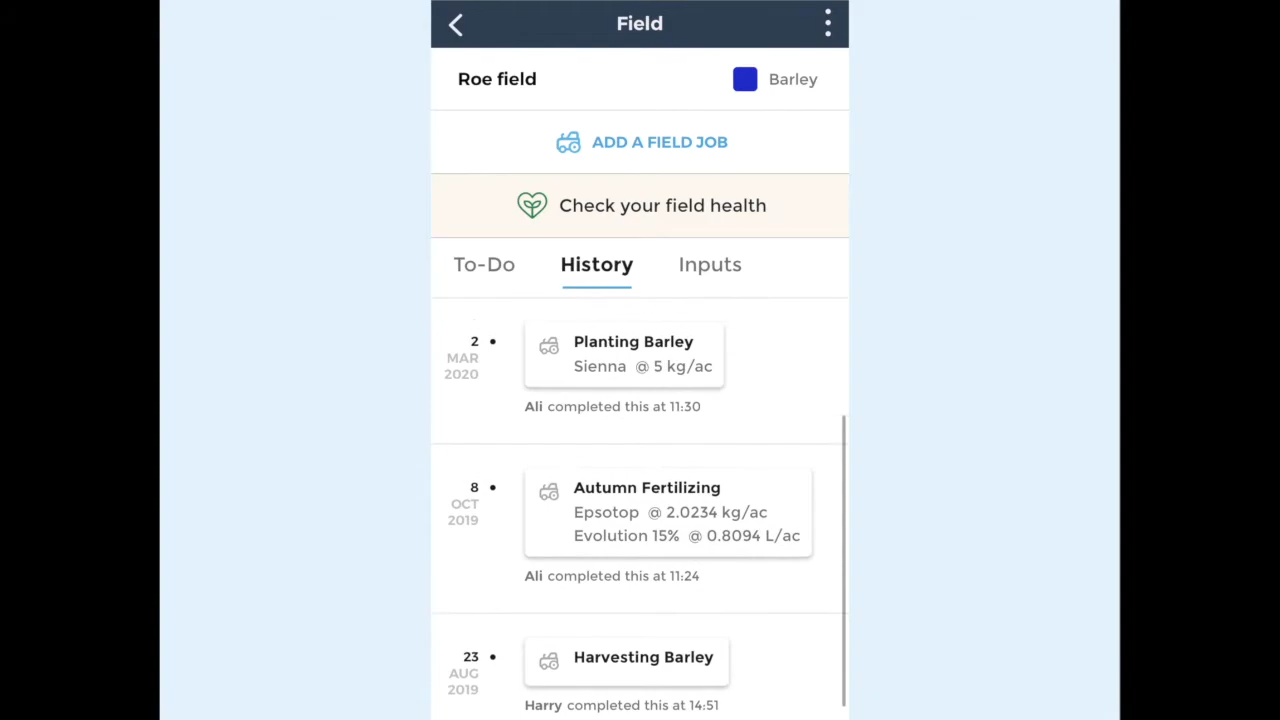 Field
Roe field
Barley
ADD A FIELD JOB
Check your field health
To-Do
History
Inputs
2
MAR
2020
Planting Barley
Sienna @ 5 kg/ac
Ali completed this at 11:30
8
OCT
2019
Autumn Fertilizing
Epsotop @ 2.0234 kg/ac
Evolution 15% @ 0.8094 L/ac
Ali completed this at 11:24
23
AUG
2019
Harvesting Barley
Harry completed this at 14:51